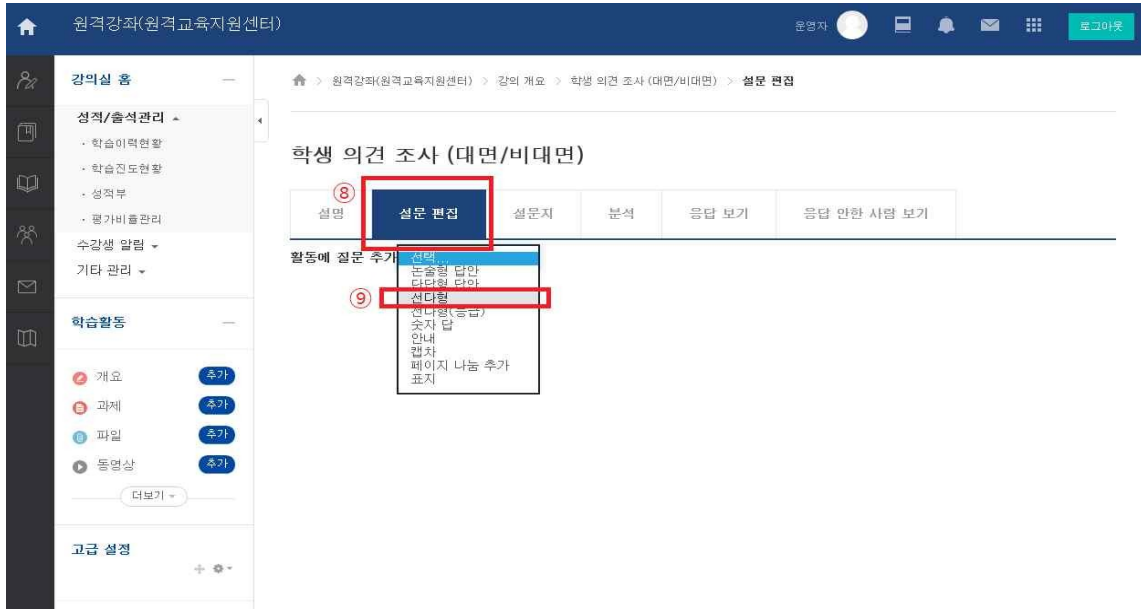 원격강좌(원격교육지원센터)
운영자
로그아웃
강의실 홈
원격강좌(원격교육지원센터) > 강의 개요 > 학생 의견 조사 (대면/비대면) > 설문 편집
성적/출석관리
· 학습이력현황
· 학습진도현황
· 성적부
· 평가비율관리
수강생 알림
기타 관리
학생 의견 조사 (대면/비대면)
⑧
설명 설문 편집 설문지 분석 응답 보기 응답 안한 사람 보기
활동에 질문 추가
선택...
논술형 답안
단답형 답안
⑨ 선다형
선다형(등급)
숫자 답
안내
캡차
페이지 나눔 추가
표지
학습활동
개요 추가
과제 추가
파일 추가
동영상 추가
더보기
고급 설정